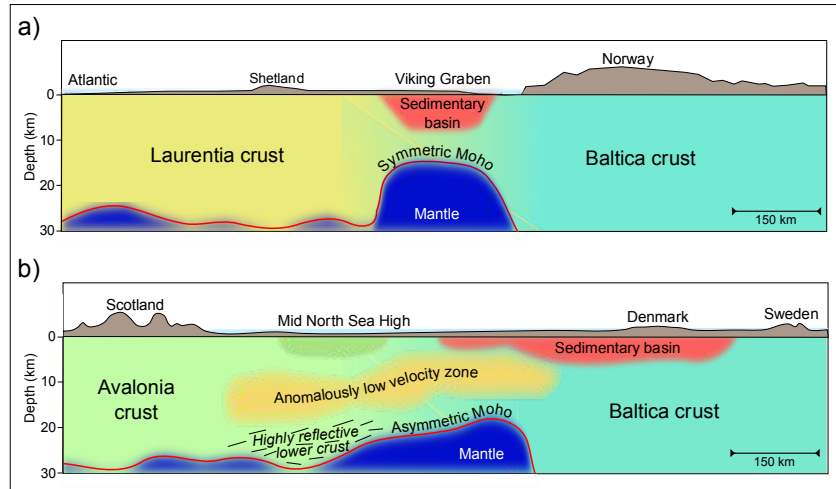 a)
Atlantic
Shetland
Viking Graben
Norway
0
10
20
30
Depth (km)
Sedimentary
basin
Laurentia crust
Symmetric Moho
Baltica crust
Mantle
150 km
b)
Scotland
Mid North Sea High
Denmark
Sweden
0
10
20
30
Depth (km)
Sedimentary basin
Avalonia
crust
Anomalously low velocity zone
Baltica crust
Asymmetric Moho
Highly reflective
lower crust
Mantle
150 km